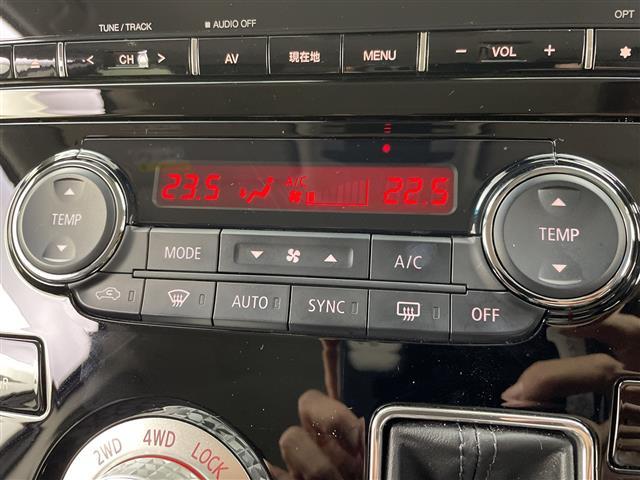 TUNE / TRACK
AUDIO OFF
OPT
< CH >
AV
現在地
MENU
− VOL +
23.5
A/C
22.5
TEMP
TEMP
MODE
A/C
AUTO
SYNC
OFF
2WD
4WD
LOCK